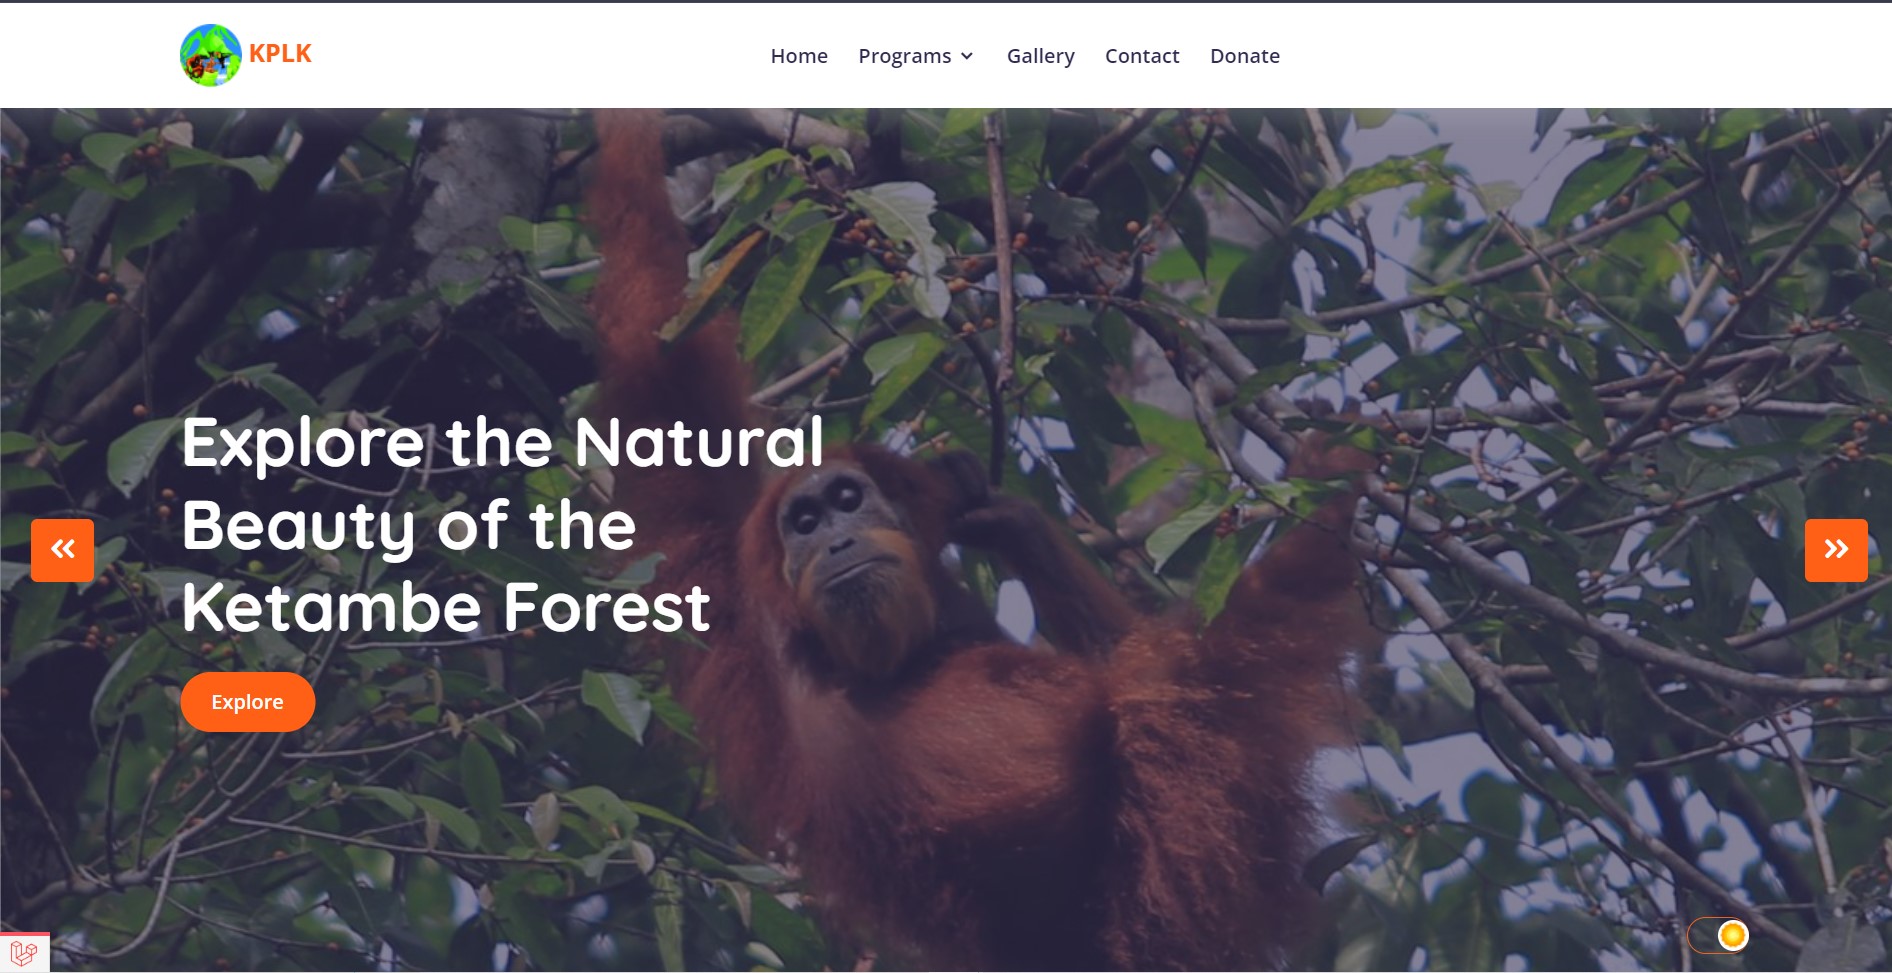 KPLK
Home Programs Gallery Contact Donate
Explore the Natural
Beauty of the
Ketambe Forest
Explore